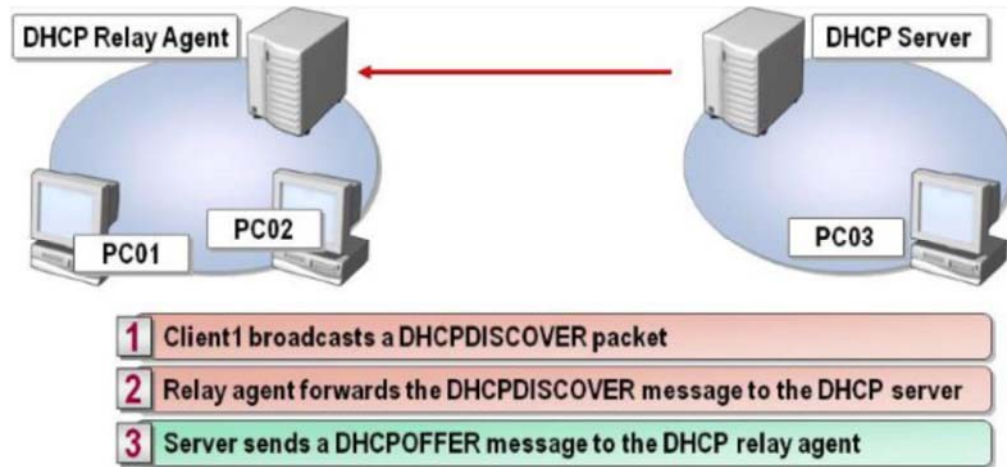 DHCP Relay Agent
DHCP Server
PC01
PC02
PC03
1 Client1 broadcasts a DHCPDISCOVER packet
2 Relay agent forwards the DHCPDISCOVER message to the DHCP server
3 Server sends a DHCPOFFER message to the DHCP relay agent